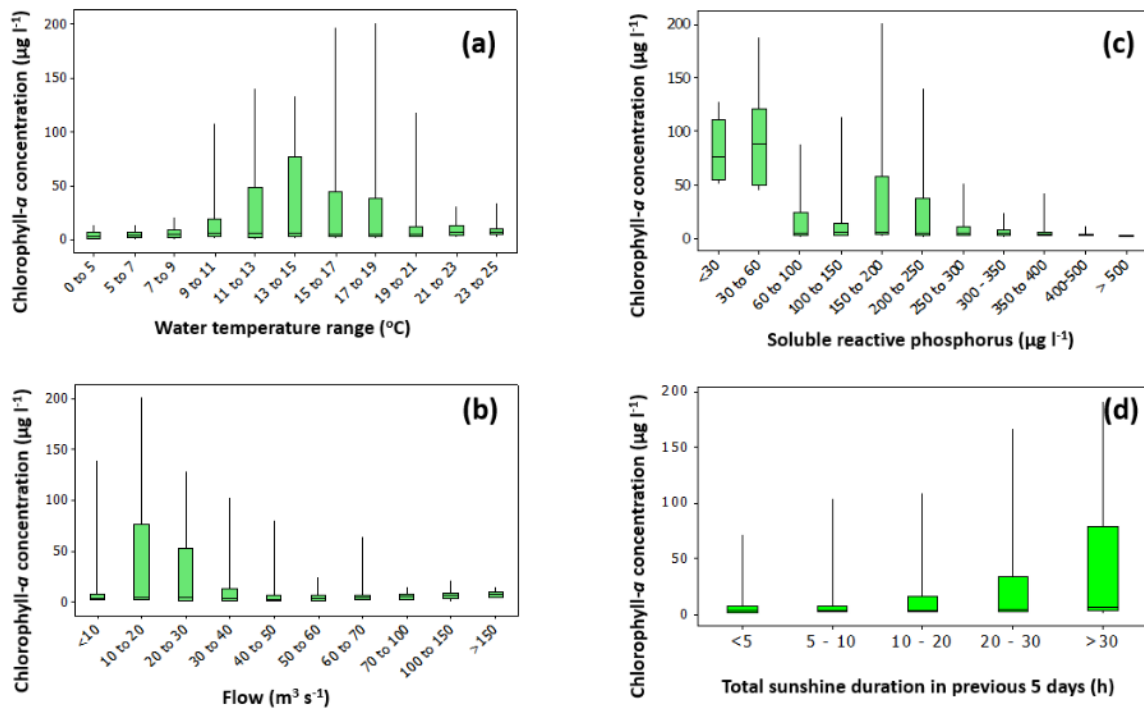 (a)
Chlorophyll-a concentration (µg l-1)
200
150
100
50
0
0 to 5
5 to 7
7 to 9
9 to 11
11 to 13
13 to 15
15 to 17
17 to 19
19 to 21
21 to 23
23 to 25
Water temperature range (oC)
(c)
Chlorophyll-a concentration (µg l-1)
200
150
100
50
0
<30
30 to 60
60 to 100
100 to 150
150 to 200
200 to 250
250 to 300
300 - 350
350 to 400
400-500
> 500
Soluble reactive phosphorus (µg l-1)
(b)
Chlorophyll-a concentration (µg l-1)
200
150
100
50
0
<10
10 to 20
20 to 30
30 to 40
40 to 50
50 to 60
60 to 70
70 to 100
100 to 150
>150
Flow (m3 s-1)
(d)
Chlorophyll-a concentration (µg l-1)
200
150
100
50
0
<5
5 - 10
10 - 20
20 - 30
>30
Total sunshine duration in previous 5 days (h)